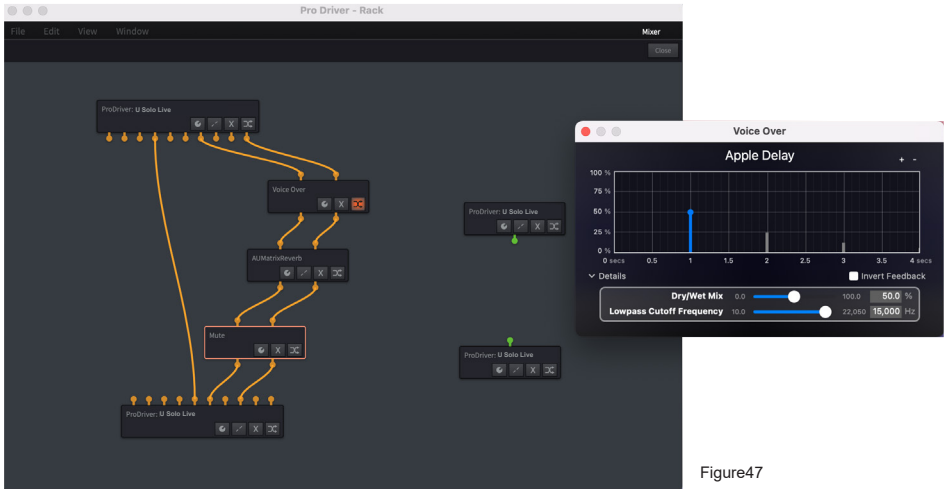 Pro Driver - Rack
File Edit View Window Mixer
Close
ProDriver: U Solo Live
X
Voice Over
X
AUMatrixReverb
X
Mute
X
ProDriver: U Solo Live
X
ProDriver: U Solo Live
X
ProDriver: U Solo Live
X
Voice Over
Apple Delay
+ -
100 %
75 %
50 %
25 %
0 %
0 secs 0.5 1 1.5 2 2.5 3 3.5 4 secs
Details Invert Feedback
Dry/Wet Mix 0.0 100.0 50.0 %
Lowpass Cutoff Frequency 10.0 22,050 15,000 Hz
Figure47